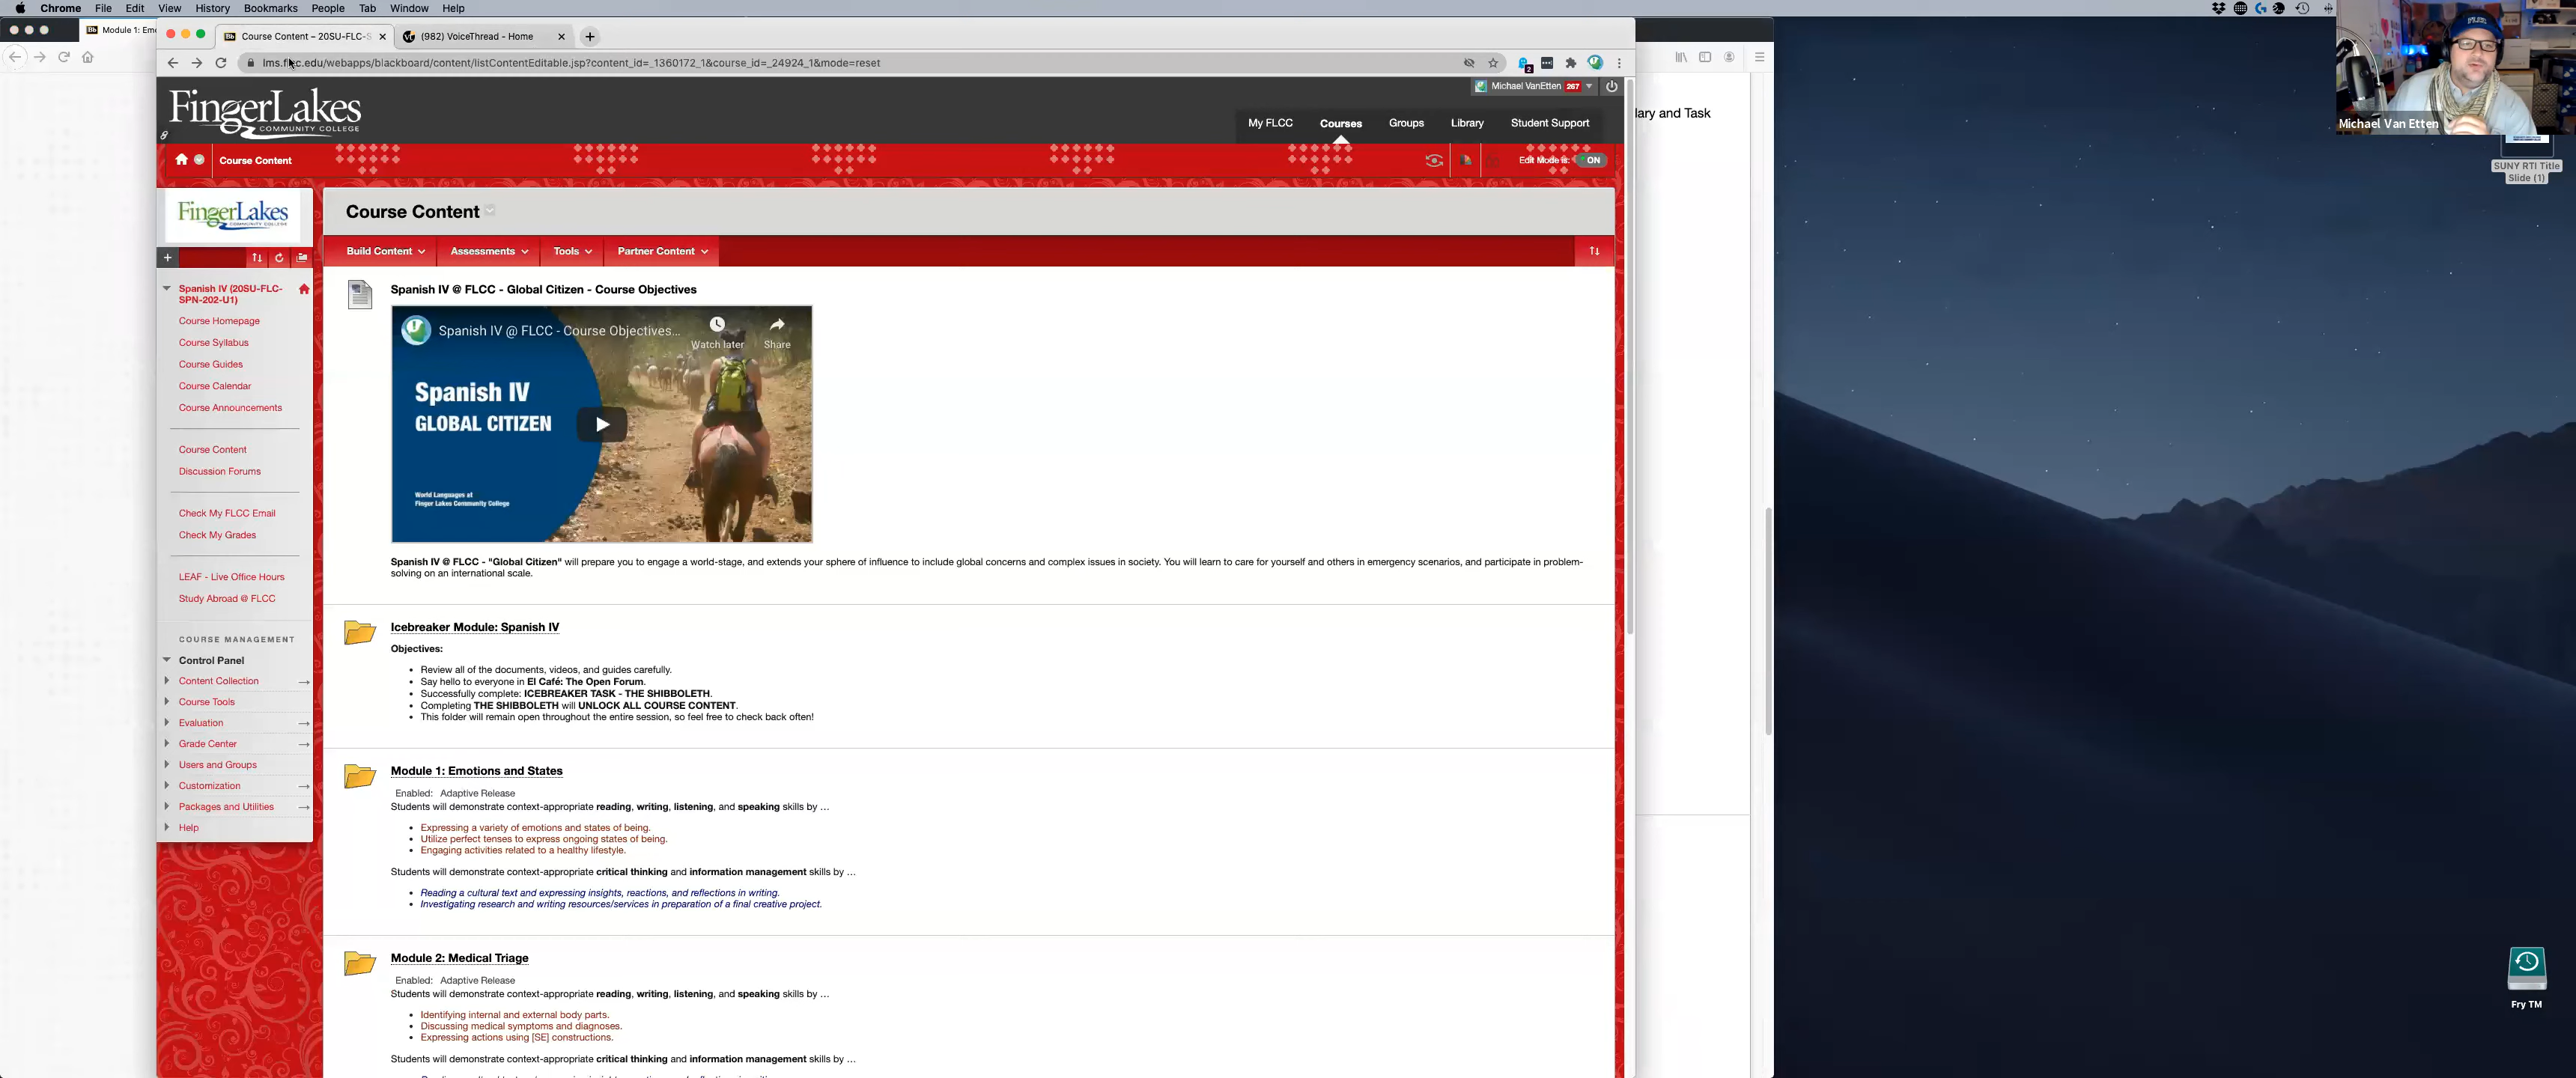 Chrome File Edit View History Bookmarks People Tab Window Help
Bb Module 1: Emo
Bb Course Content – 20SU-FLC-S
(982) VoiceThread - Home
lms.flcc.edu/webapps/blackboard/content/listContentEditable.jsp?content_id=_1360172_1&course_id=_24924_1&mode=reset
2
Michael VanEtten 267
FingerLakes
COMMUNITY COLLEGE
My FLCC Courses Groups Library Student Support
lary and Task
Michael Van Etten
SUNY RTI Title
Slide (1)
Course Content
Edit Mode is: ON
FingerLakes
COMMUNITY COLLEGE
Course Content
Build Content Assessments Tools Partner Content
Spanish IV (20SU-FLC-
SPN-202-U1)
Course Homepage
Course Syllabus
Course Guides
Course Calendar
Course Announcements
Course Content
Discussion Forums
Check My FLCC Email
Check My Grades
LEAF - Live Office Hours
Study Abroad @ FLCC
COURSE MANAGEMENT
Control Panel
Content Collection
Course Tools
Evaluation
Grade Center
Users and Groups
Customization
Packages and Utilities
Help
Spanish IV @ FLCC - Global Citizen - Course Objectives
Spanish IV @ FLCC - Course Objectives...
Watch later Share
Spanish IV
GLOBAL CITIZEN
World Languages at
Finger Lakes Community College
Spanish IV @ FLCC - "Global Citizen" will prepare you to engage a world-stage, and extends your sphere of influence to include global concerns and complex issues in society. You will learn to care for yourself and others in emergency scenarios, and participate in problem-
solving on an international scale.
Icebreaker Module: Spanish IV
Objectives:
• Review all of the documents, videos, and guides carefully.
• Say hello to everyone in El Café: The Open Forum.
• Successfully complete: ICEBREAKER TASK - THE SHIBBOLETH.
• Completing THE SHIBBOLETH will UNLOCK ALL COURSE CONTENT.
• This folder will remain open throughout the entire session, so feel free to check back often!
Module 1: Emotions and States
Enabled: Adaptive Release
Students will demonstrate context-appropriate reading, writing, listening, and speaking skills by …
• Expressing a variety of emotions and states of being.
• Utilize perfect tenses to express ongoing states of being.
• Engaging activities related to a healthy lifestyle.
Students will demonstrate context-appropriate critical thinking and information management skills by …
• Reading a cultural text and expressing insights, reactions, and reflections in writing.
• Investigating research and writing resources/services in preparation of a final creative project.
Module 2: Medical Triage
Enabled: Adaptive Release
Students will demonstrate context-appropriate reading, writing, listening, and speaking skills by …
• Identifying internal and external body parts.
• Discussing medical symptoms and diagnoses.
• Expressing actions using [SE] constructions.
Students will demonstrate context-appropriate critical thinking and information management skills by …
Fry TM